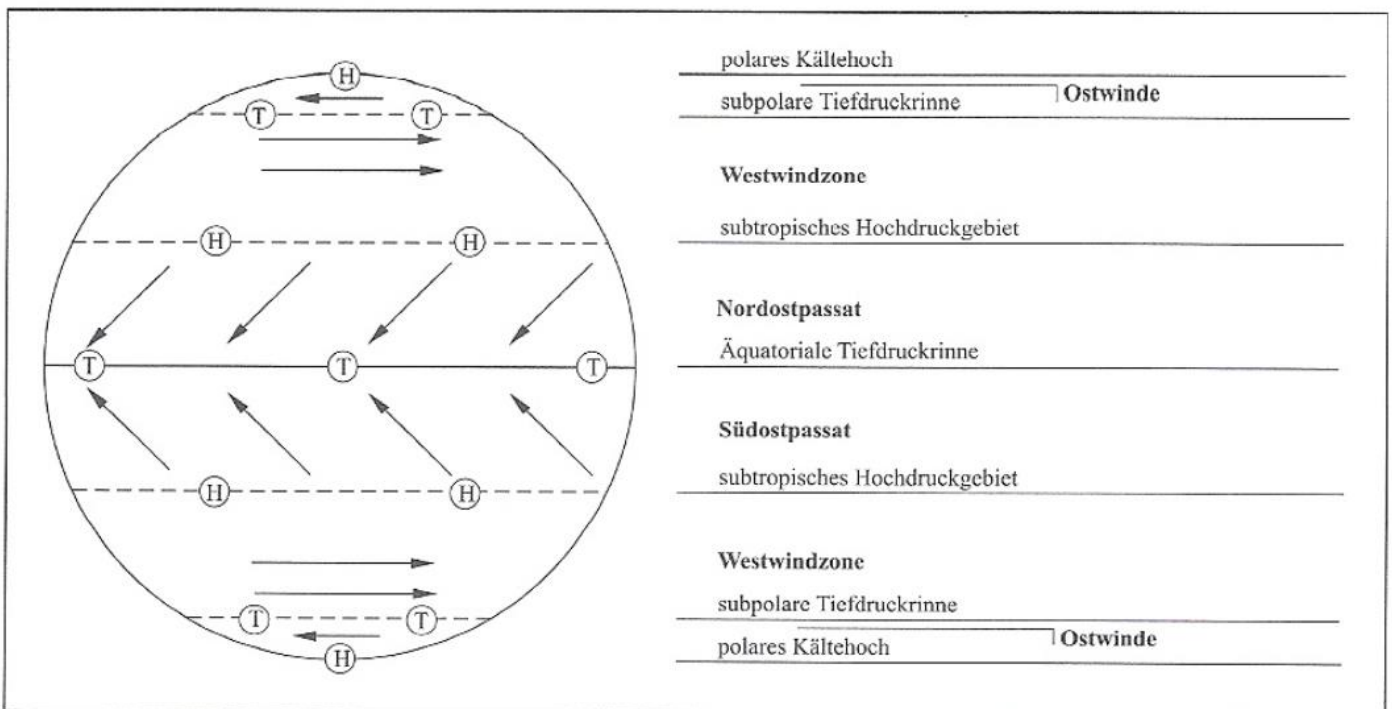 H
T T
H H
T T T
H H
T T
H
polares Kältehoch
subpolare Tiefdruckrinne
Ostwinde
Westwindzone
subtropisches Hochdruckgebiet
Nordostpassat
Äquatoriale Tiefdruckrinne
Südostpassat
subtropisches Hochdruckgebiet
Westwindzone
subpolare Tiefdruckrinne
polares Kältehoch
Ostwinde